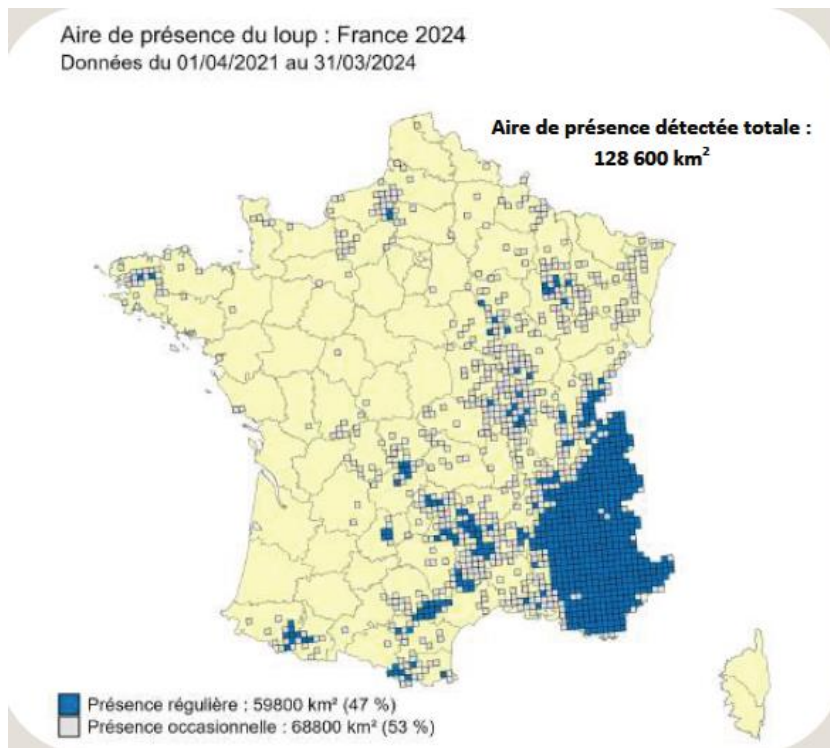 Aire de présence du loup : France 2024
Données du 01/04/2021 au 31/03/2024
Aire de présence détectée totale :
128 600 km²
Présence régulière : 59800 km² (47 %)
Présence occasionnelle : 68800 km² (53 %)